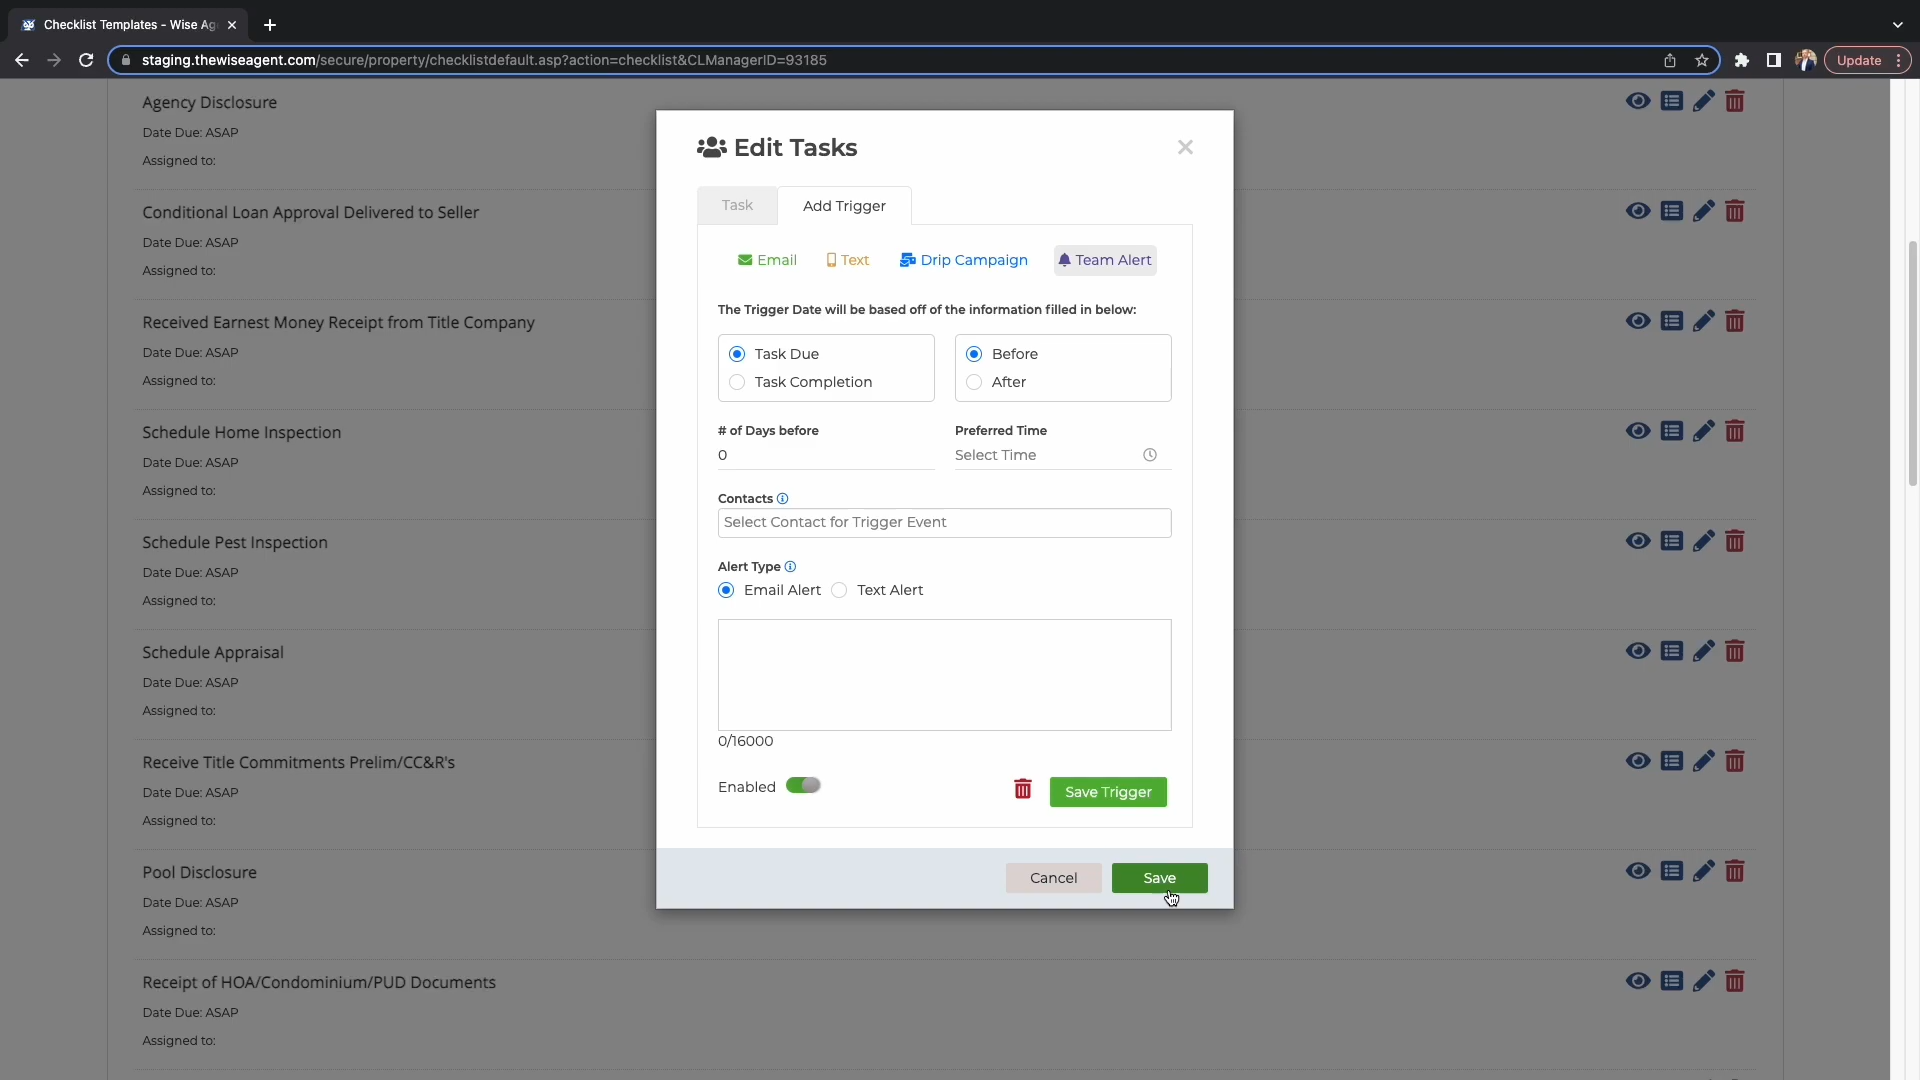 Checklist Templates - Wise Ag
staging.thewiseagent.com/secure/property/checklistdefault.asp?action=checklist&CLManagerID=93185
Update
Agency Disclosure
Date Due: ASAP
Assigned to:
Conditional Loan Approval Delivered to Seller
Date Due: ASAP
Assigned to:
Received Earnest Money Receipt from Title Company
Date Due: ASAP
Assigned to:
Schedule Home Inspection
Date Due: ASAP
Assigned to:
Schedule Pest Inspection
Date Due: ASAP
Assigned to:
Schedule Appraisal
Date Due: ASAP
Assigned to:
Receive Title Commitments Prelim/CC&R's
Date Due: ASAP
Assigned to:
Pool Disclosure
Date Due: ASAP
Assigned to:
Receipt of HOA/Condominium/PUD Documents
Date Due: ASAP
Assigned to:
Edit Tasks
Task Add Trigger
Email Text Drip Campaign Team Alert
The Trigger Date will be based off of the information filled in below:
Task Due Before
Task Completion After
# of Days before Preferred Time
0 Select Time
Contacts
Select Contact for Trigger Event
Alert Type
Email Alert Text Alert
0/16000
Enabled Save Trigger
Cancel Save